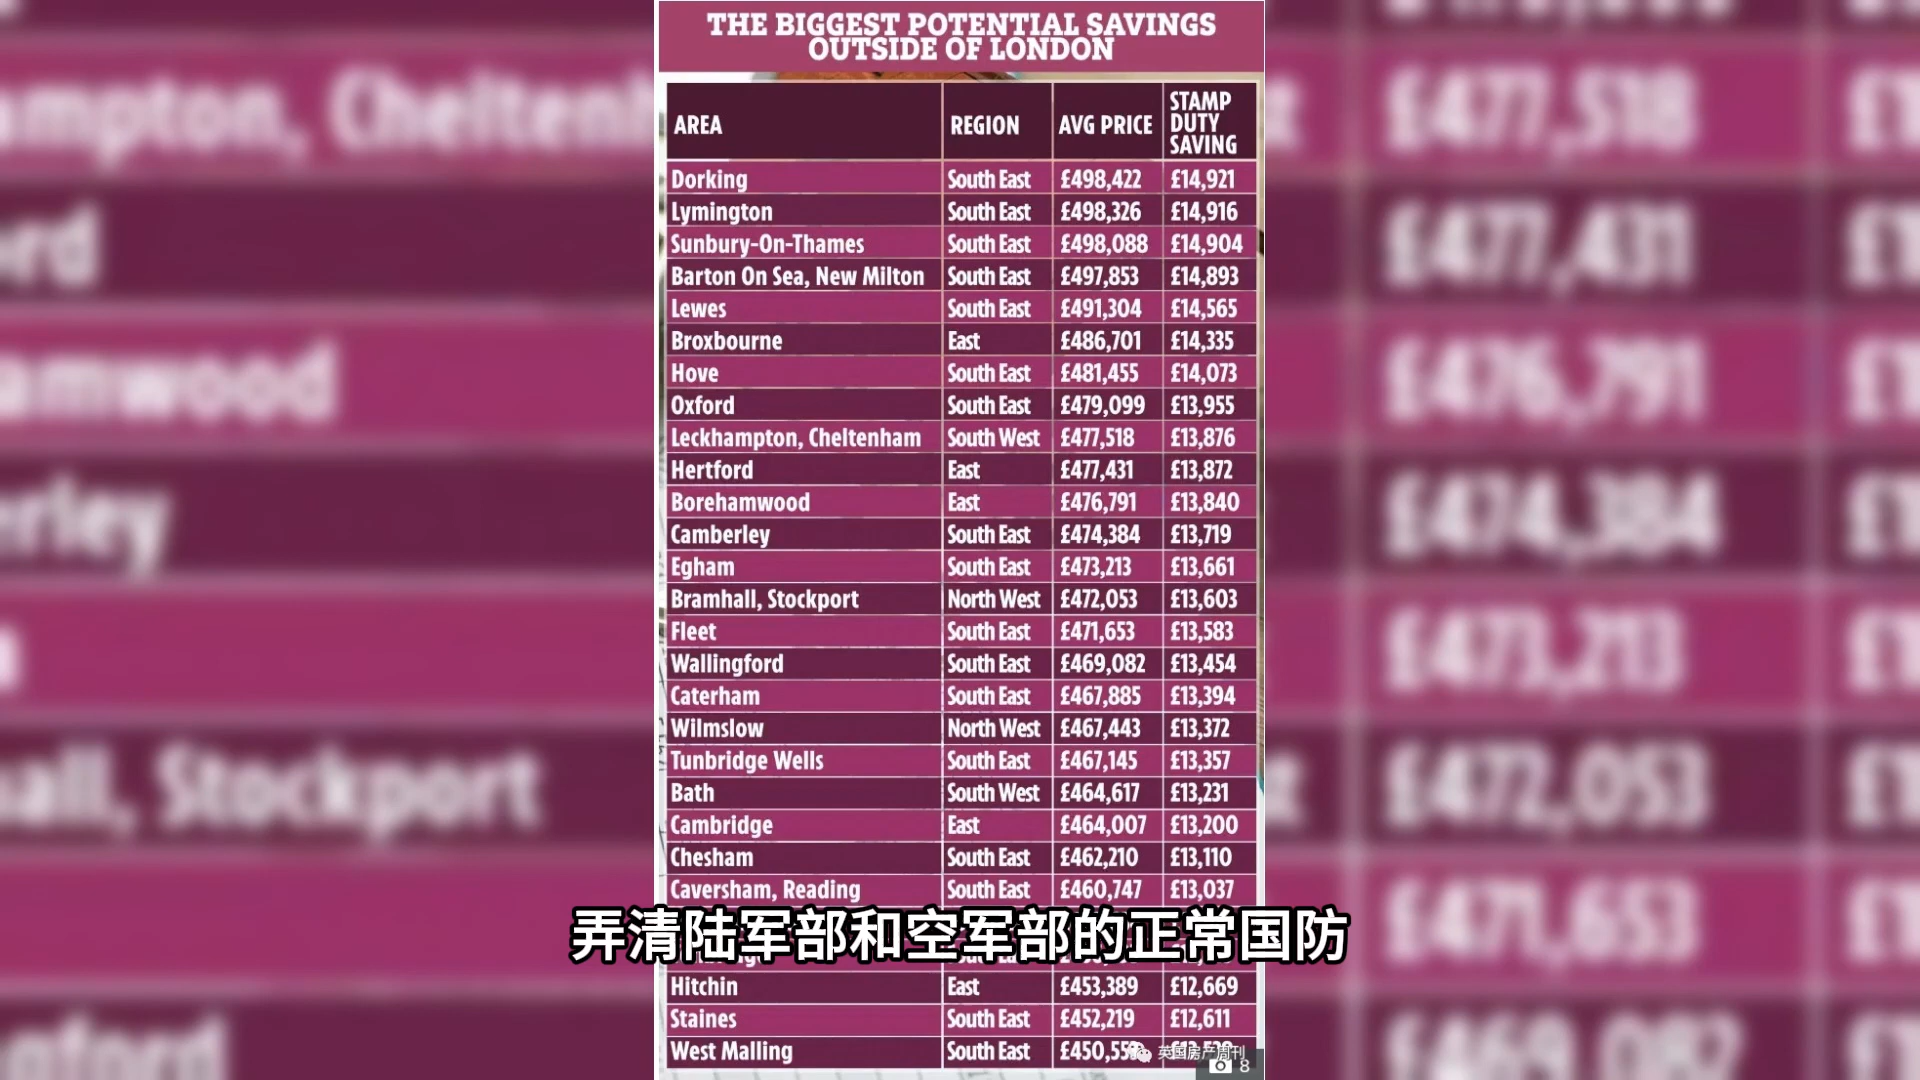 THE BIGGEST POTENTIAL SAVINGS
OUTSIDE OF LONDON
AREA REGION AVG PRICE STAMP DUTY SAVING
Dorking South East £498,422 £14,921
Lymington South East £498,326 £14,916
Sunbury-On-Thames South East £498,088 £14,904
Barton On Sea, New Milton South East £497,853 £14,893
Lewes South East £491,304 £14,565
Broxbourne East £486,701 £14,335
Hove South East £481,455 £14,073
Oxford South East £479,099 £13,955
Leckhampton, Cheltenham South West £477,518 £13,876
Hertford East £477,431 £13,872
Borehamwood East £476,791 £13,840
Camberley South East £474,384 £13,719
Egham South East £473,213 £13,661
Bramhall, Stockport North West £472,053 £13,603
Fleet South East £471,653 £13,583
Wallingford South East £469,082 £13,454
Caterham South East £467,885 £13,394
Wilmslow North West £467,443 £13,372
Tunbridge Wells South East £467,145 £13,357
Bath South West £464,617 £13,231
Cambridge East £464,007 £13,200
Chesham South East £462,210 £13,110
Caversham, Reading South East £460,747 £13,037
弄清陆军部和空军部的正常国防
Hitchin East £453,389 £12,669
Staines South East £452,219 £12,611
West Malling South East
英国房产周刊
8